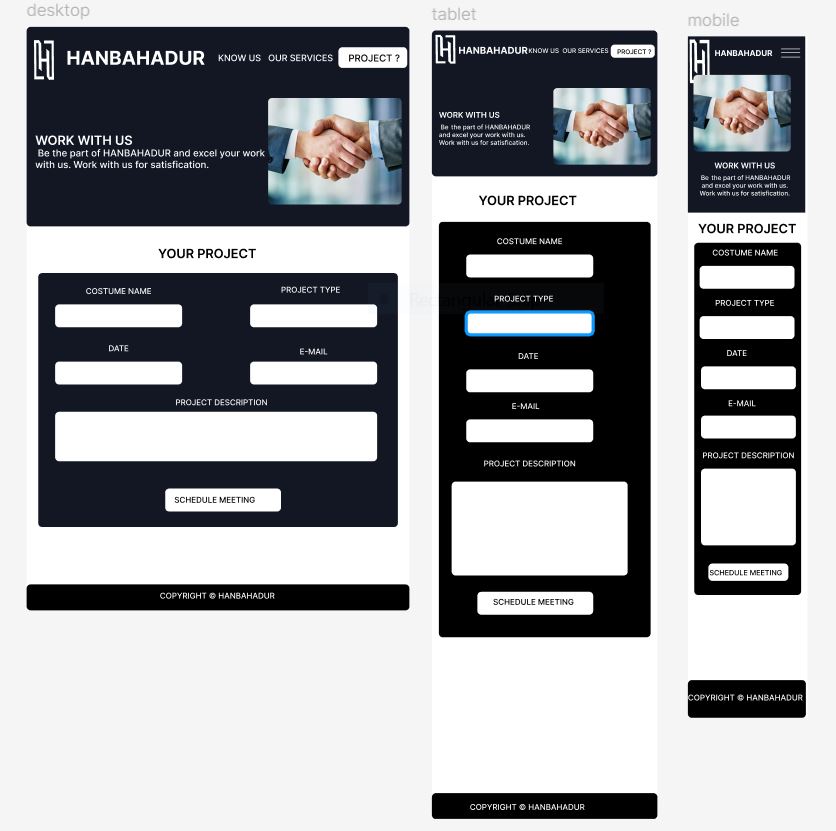 desktop
HANBAHADUR
KNOW US
OUR SERVICES
PROJECT ?
WORK WITH US
Be the part of HANBAHADUR and excel your work
with us. Work with us for satisfication.
YOUR PROJECT
COSTUME NAME
PROJECT TYPE
DATE
E-MAIL
PROJECT DESCRIPTION
SCHEDULE MEETING
COPYRIGHT © HANBAHADUR
tablet
HANBAHADUR
KNOW US
OUR SERVICES
PROJECT ?
WORK WITH US
Be the part of HANBAHADUR
and excel your work with us.
Work with us for satisfication.
YOUR PROJECT
COSTUME NAME
PROJECT TYPE
DATE
E-MAIL
PROJECT DESCRIPTION
SCHEDULE MEETING
COPYRIGHT © HANBAHADUR
mobile
HANBAHADUR
WORK WITH US
Be the part of HANBAHADUR
and excel your work with us.
Work with us for satisfication.
YOUR PROJECT
COSTUME NAME
PROJECT TYPE
DATE
E-MAIL
PROJECT DESCRIPTION
SCHEDULE MEETING
COPYRIGHT © HANBAHADUR